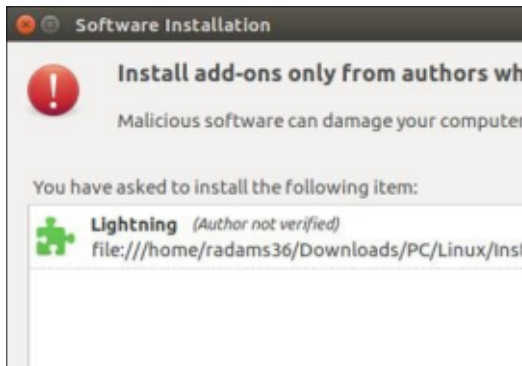 Software Installation
Install add-ons only from authors wh
Malicious software can damage your computer
You have asked to install the following item:
Lightning (Author not verified)
file:///home/radams36/Downloads/PC/Linux/Inst